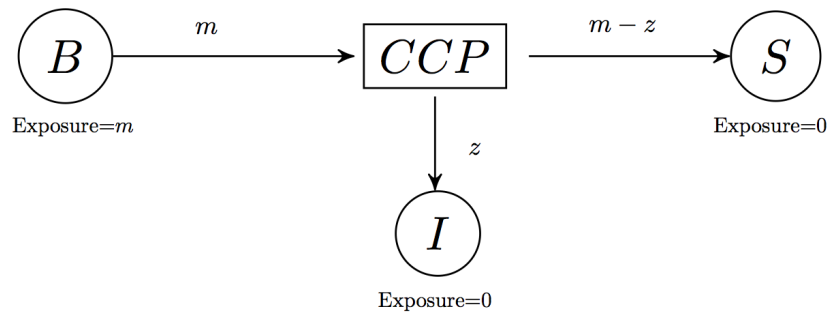 m
m − z
B
CCP
S
Exposure=m
Exposure=0
z
I
Exposure=0